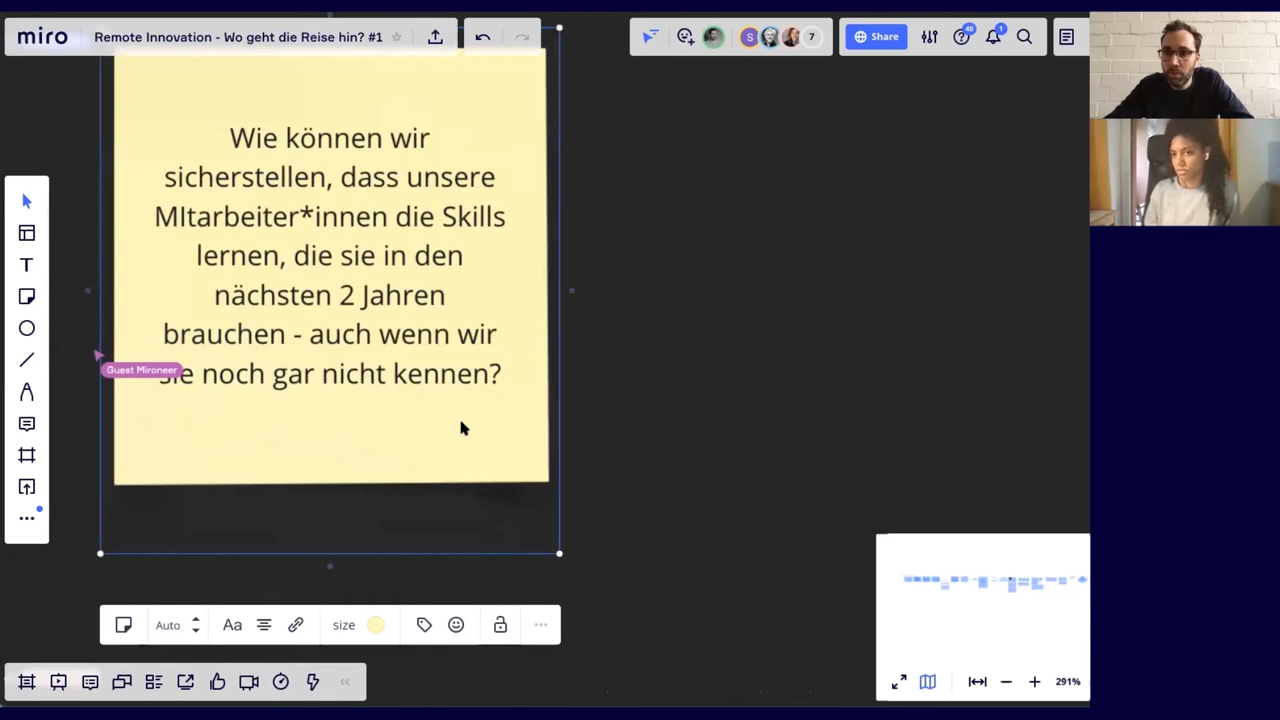 miro
Remote Innovation - Wo geht die Reise hin? #1
S
7
Share
40
1
Wie können wir
sicherstellen, dass unsere
MItarbeiter*innen die Skills
lernen, die sie in den
nächsten 2 Jahren
brauchen - auch wenn wir
sie noch gar nicht kennen?
T
Guest Mironeer
Auto
Aa
size
291%